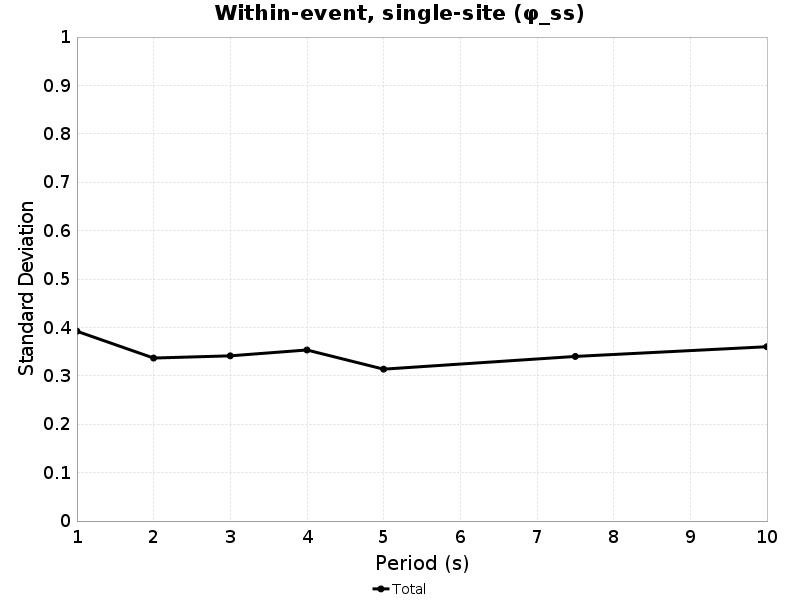 Within-event, single-site (φ_ss)
1
0.9
0.8
0.7
0.6
0.5
0.4
0.3
0.2
0.1
0
Standard Deviation
1 2 3 4 5 6 7 8 9 10
Period (s)
Total